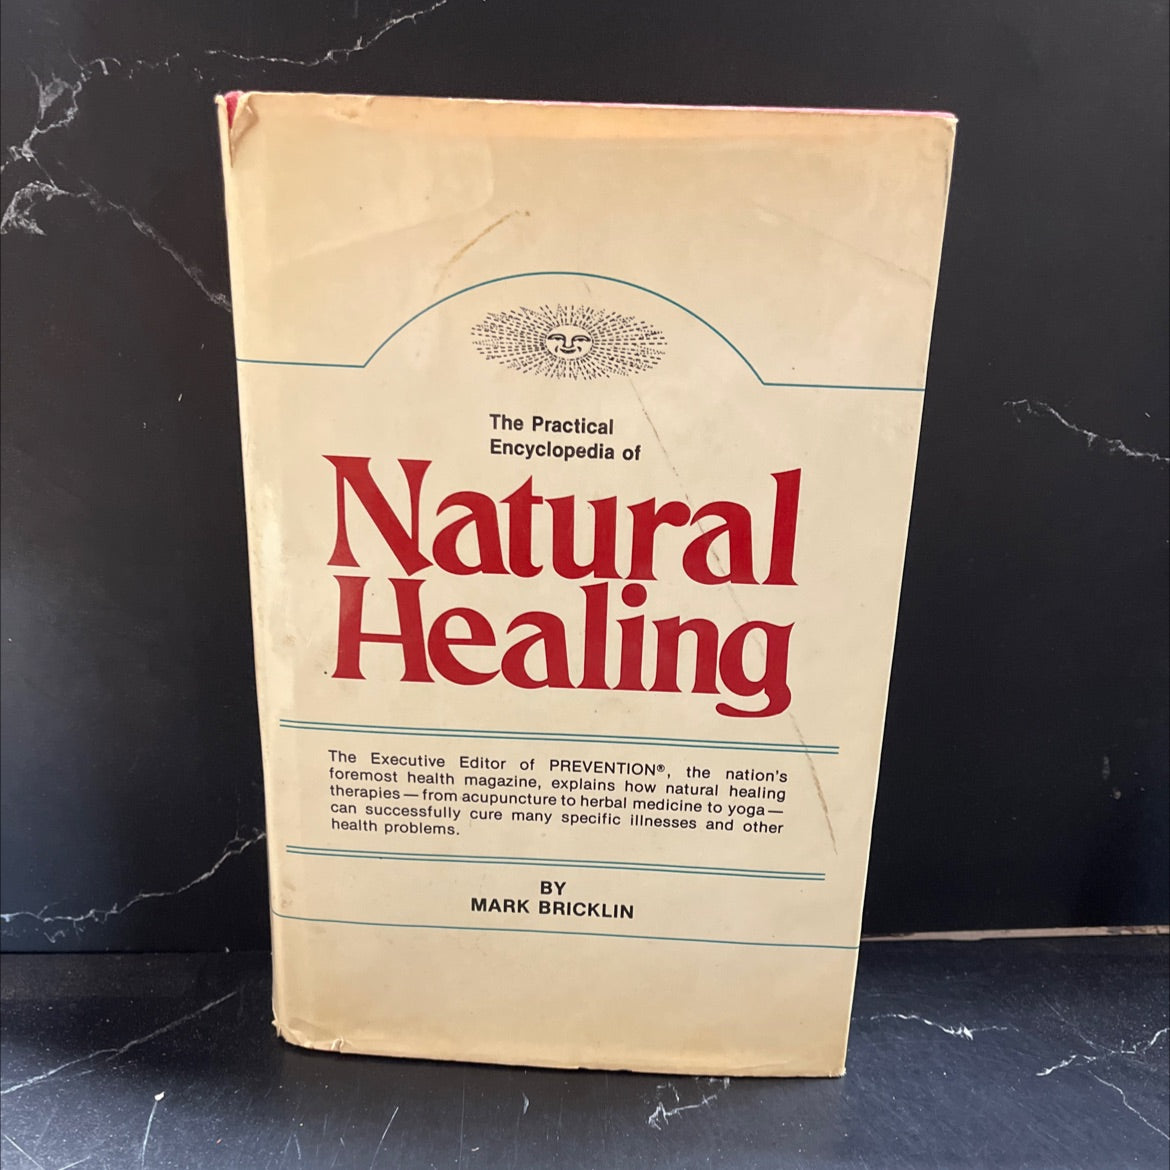 The Practical
Encyclopedia of
Natural
Healing
The Executive Editor of PREVENTION®, the nation's
foremost health magazine, explains how natural healing
therapies—from acupuncture to herbal medicine to yoga—
can successfully cure many specific illnesses and other
health problems.
BY
MARK BRICKLIN